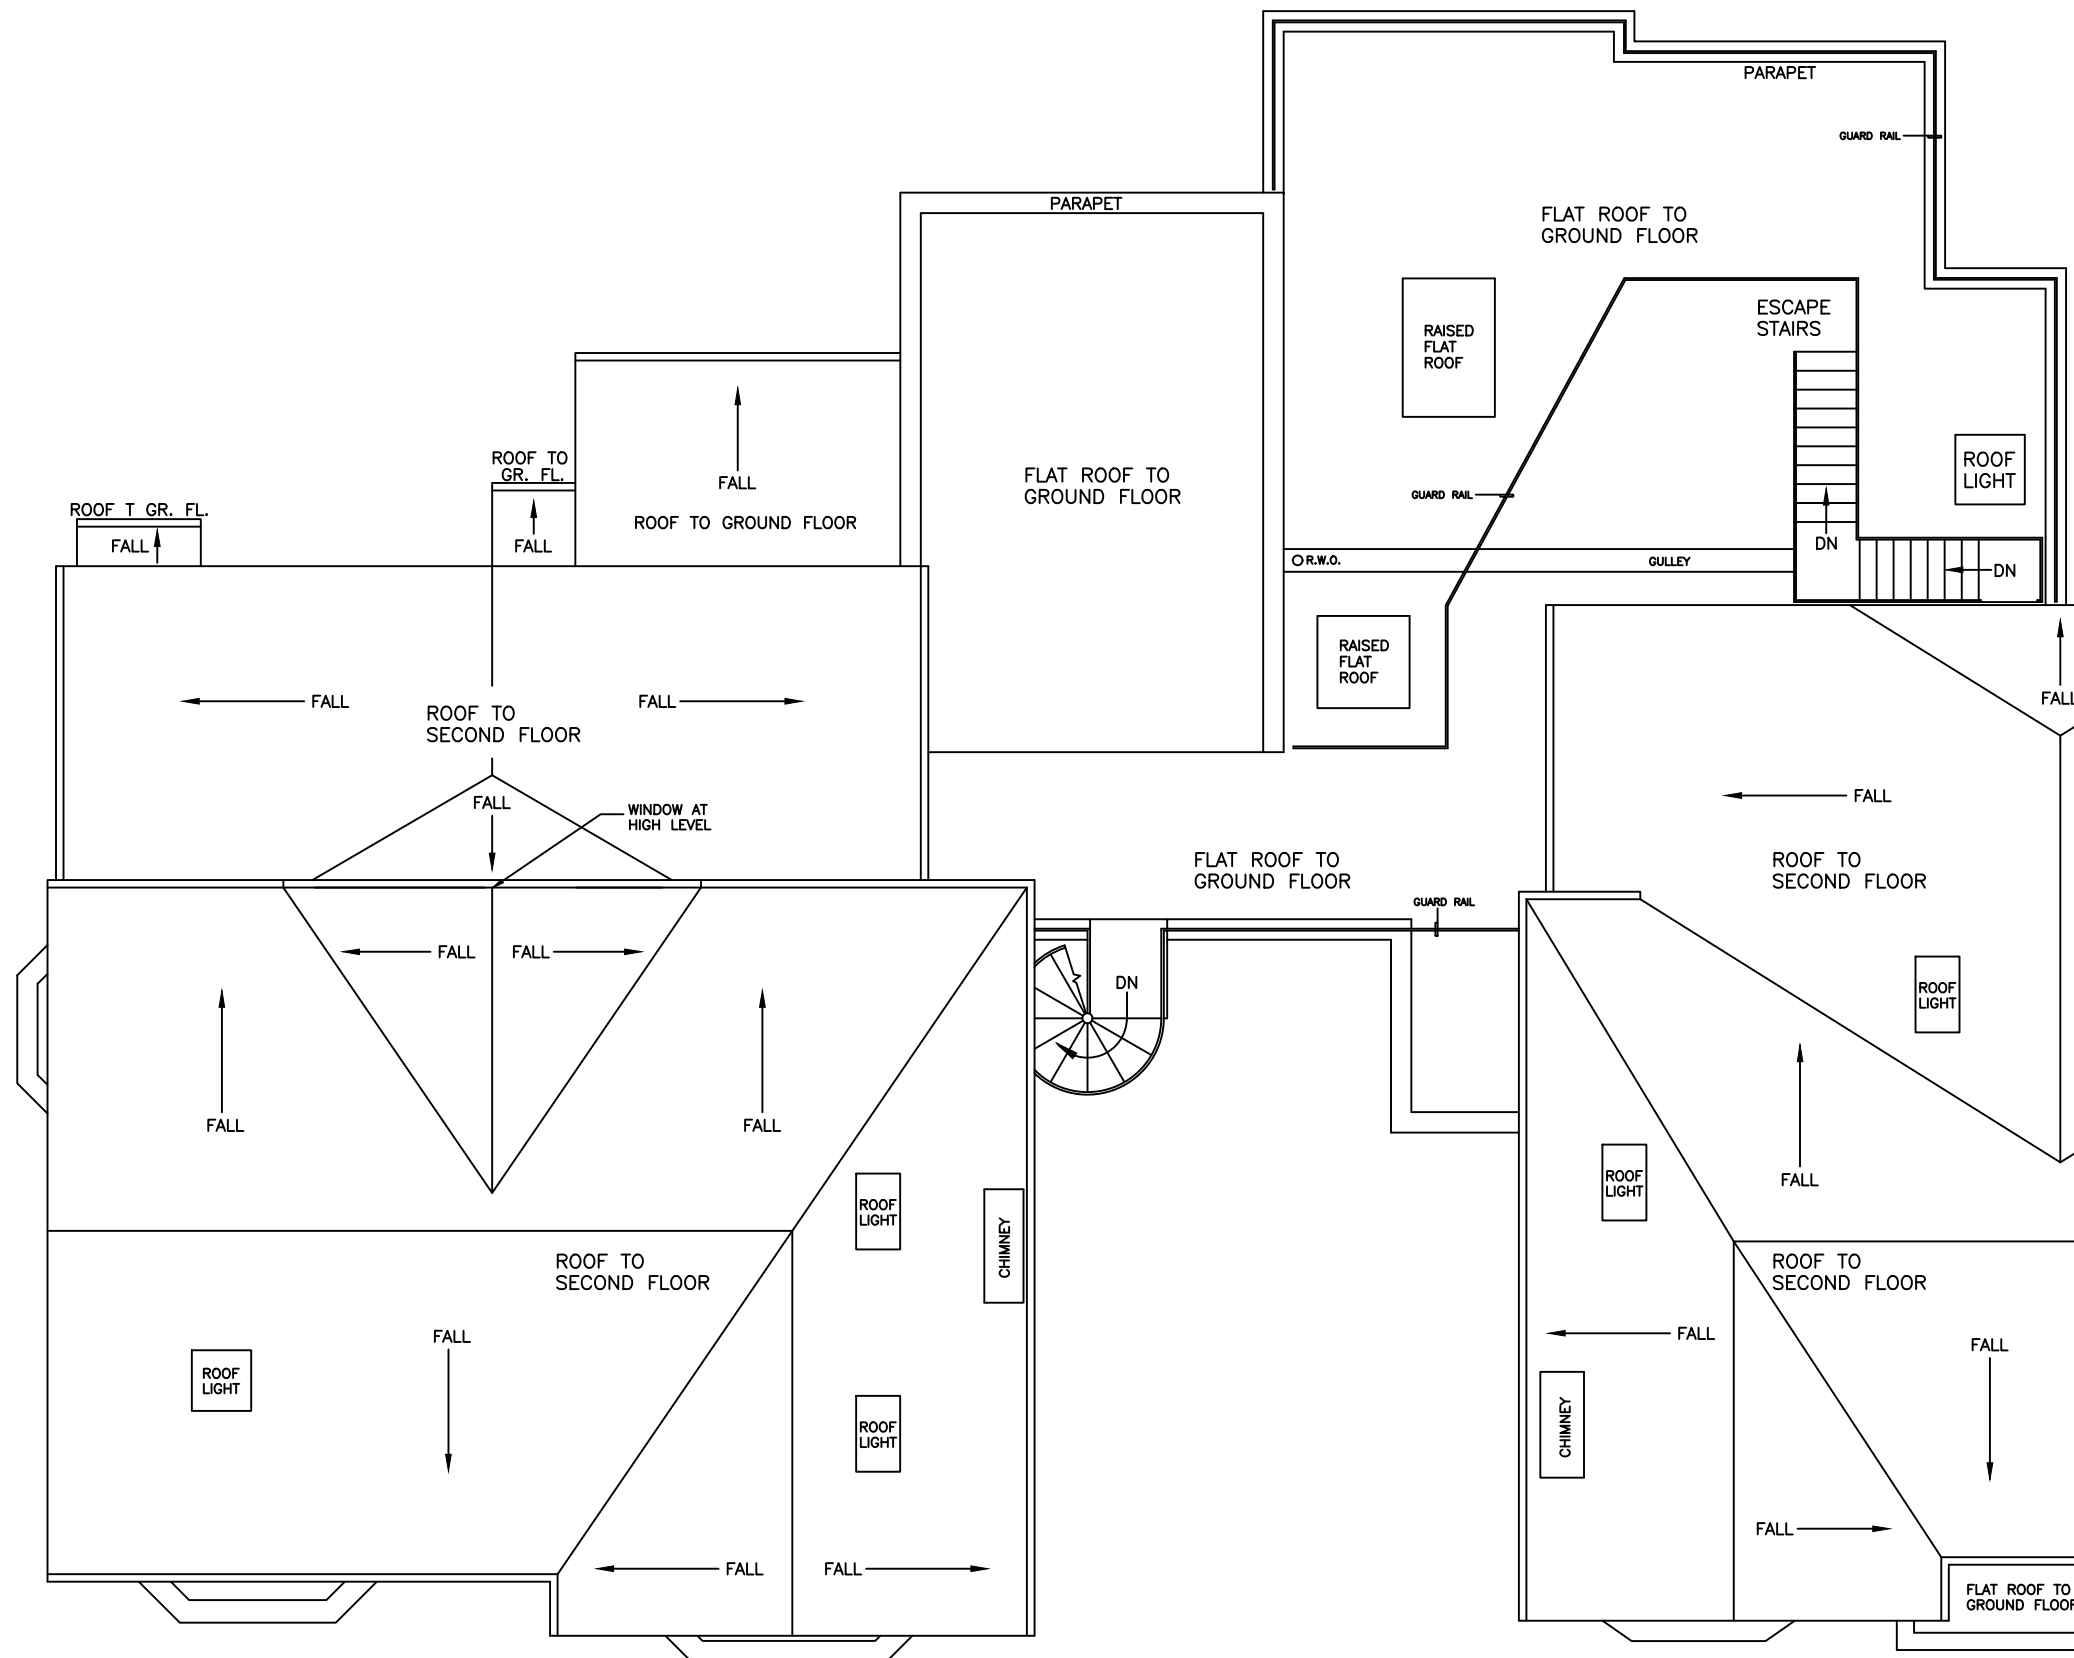 PARAPET
GUARD RAIL
PARAPET
FLAT ROOF TO
GROUND FLOOR
ESCAPE
STAIRS
RAISED
FLAT
ROOF
ROOF TO
GR. FL.
FALL
FLAT ROOF TO
GROUND FLOOR
ROOF
LIGHT
GUARD RAIL
ROOF T GR. FL.
ROOF TO GROUND FLOOR
FALL
FALL
DN
R.W.O.
GULLEY
DN
RAISED
FLAT
ROOF
FALL
FALL
FALL
ROOF TO
SECOND FLOOR
FALL
FALL
WINDOW AT
HIGH LEVEL
FALL
FLAT ROOF TO
GROUND FLOOR
ROOF TO
SECOND FLOOR
GUARD RAIL
FALL
FALL
DN
ROOF
LIGHT
FALL
FALL
FALL
ROOF
LIGHT
ROOF
LIGHT
CHIMNEY
ROOF TO
SECOND FLOOR
ROOF TO
SECOND FLOOR
FALL
FALL
FALL
ROOF
LIGHT
ROOF
LIGHT
CHIMNEY
FALL
FALL
FALL
FLAT ROOF TO
GROUND FLOOR